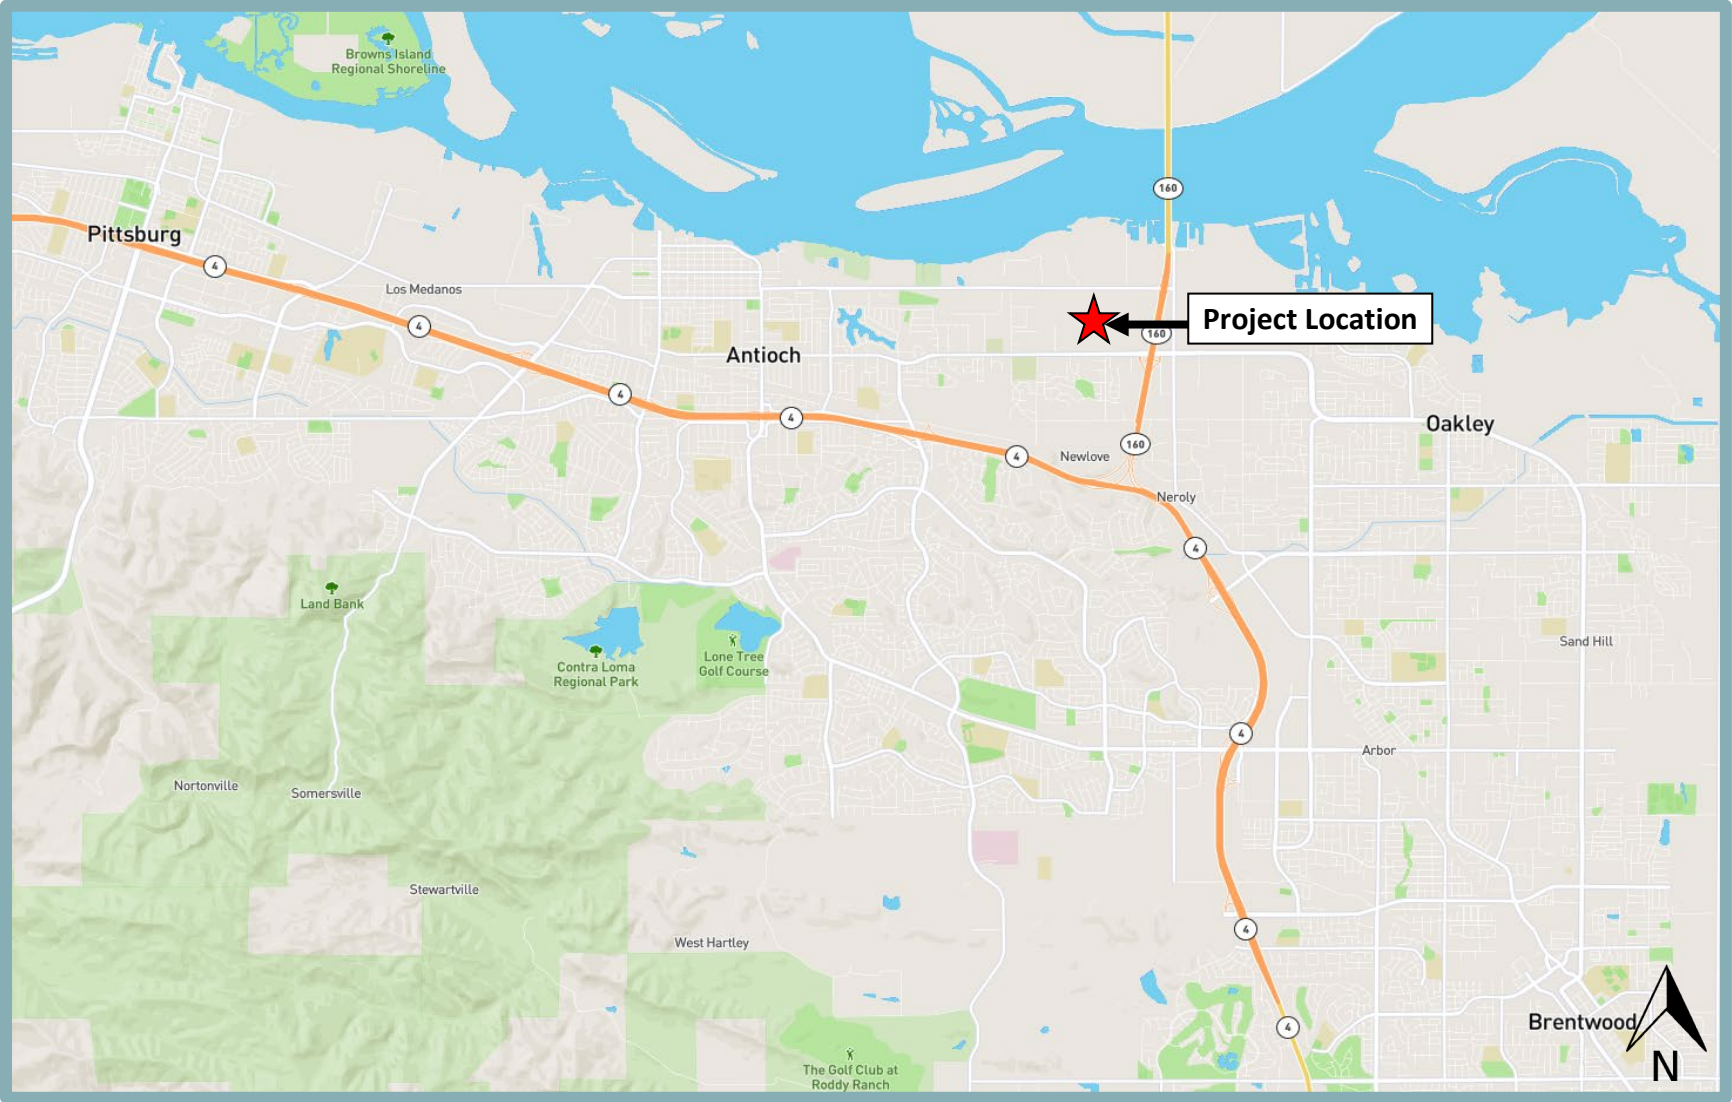 Browns Island
Regional Shoreline
160
Pittsburg
4
Los Medanos
4
Project Location
160
Antioch
4
4
Oakley
160
4
Newlove
Neroly
4
Land Bank
Sand Hill
Contra Loma
Regional Park
Lone Tree
Golf Course
4
Arbor
Nortonville
Somersville
Stewartville
4
West Hartley
Brentwood
4
N
The Golf Club at
Roddy Ranch